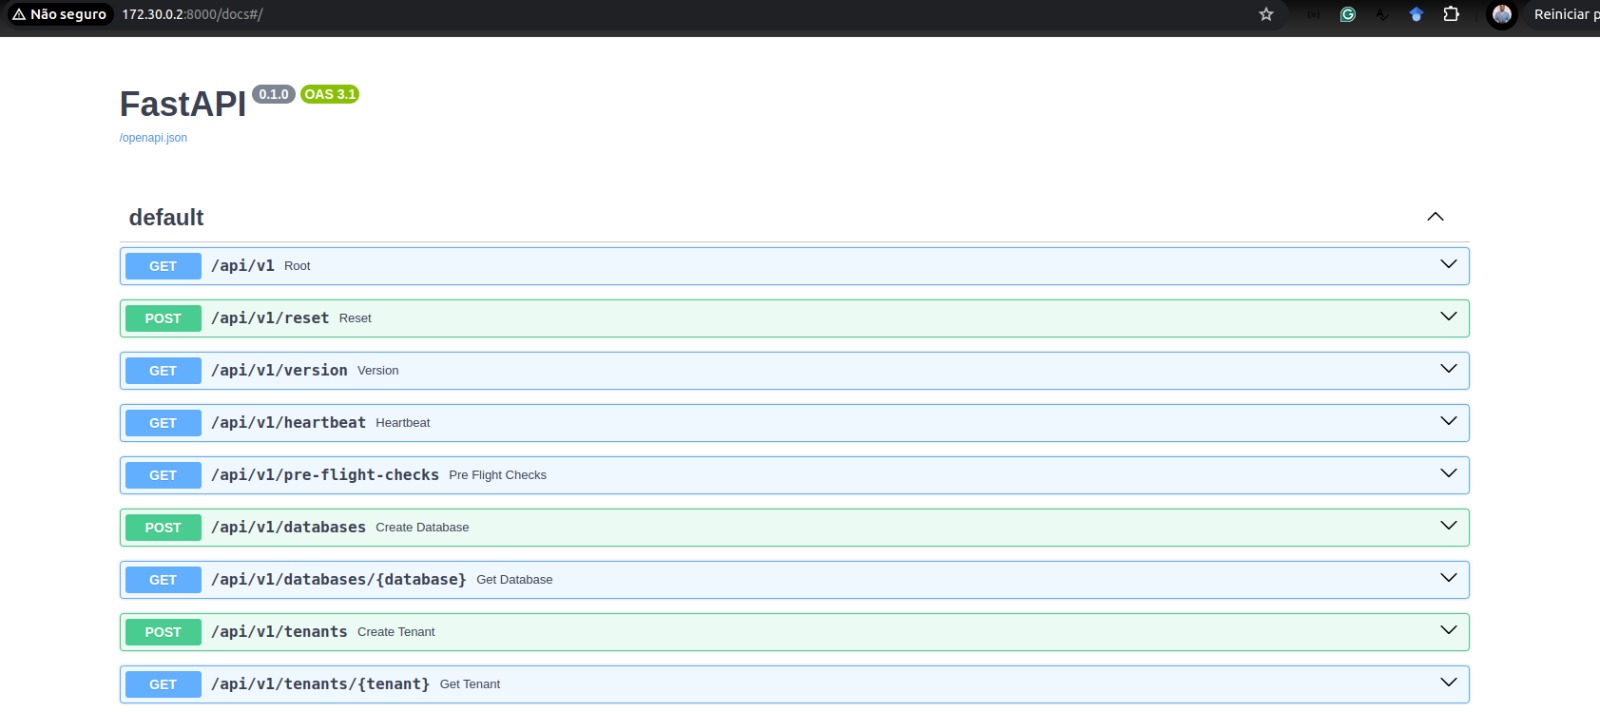 Não seguro 172.30.0.2:8000/docs#/ Reiniciar p
FastAPI 0.1.0 OAS 3.1
/openapi.json
default
GET /api/v1 Root
POST /api/v1/reset Reset
GET /api/v1/version Version
GET /api/v1/heartbeat Heartbeat
GET /api/v1/pre-flight-checks Pre Flight Checks
POST /api/v1/databases Create Database
GET /api/v1/databases/{database} Get Database
POST /api/v1/tenants Create Tenant
GET /api/v1/tenants/{tenant} Get Tenant